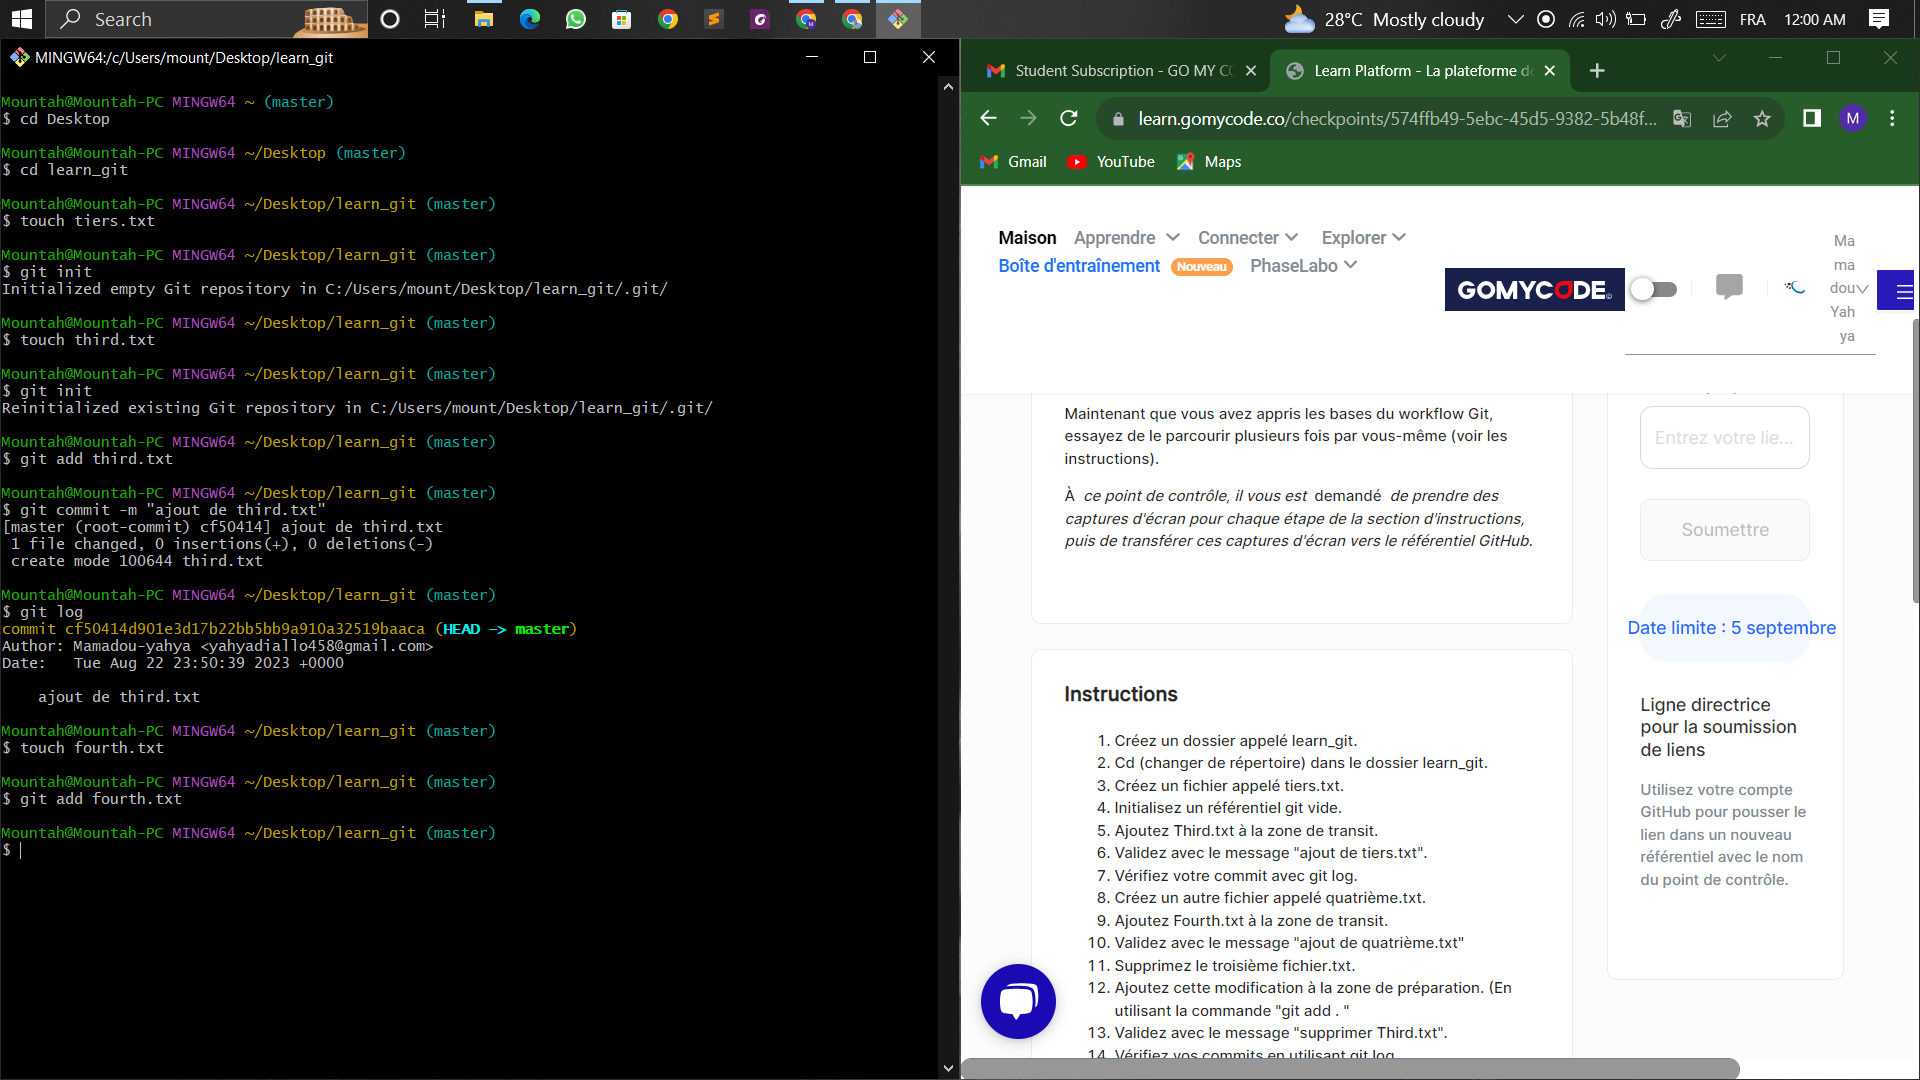 Search
28°C Mostly cloudy
FRA
12:00 AM
MINGW64:/c/Users/mount/Desktop/learn_git
Mountah@Mountah-PC MINGW64 ~ (master)
$ cd Desktop
Mountah@Mountah-PC MINGW64 ~/Desktop (master)
$ cd learn_git
Mountah@Mountah-PC MINGW64 ~/Desktop/learn_git (master)
$ touch tiers.txt
Mountah@Mountah-PC MINGW64 ~/Desktop/learn_git (master)
$ git init
Initialized empty Git repository in C:/Users/mount/Desktop/learn_git/.git/
Mountah@Mountah-PC MINGW64 ~/Desktop/learn_git (master)
$ touch third.txt
Mountah@Mountah-PC MINGW64 ~/Desktop/learn_git (master)
$ git init
Reinitialized existing Git repository in C:/Users/mount/Desktop/learn_git/.git/
Mountah@Mountah-PC MINGW64 ~/Desktop/learn_git (master)
$ git add third.txt
Mountah@Mountah-PC MINGW64 ~/Desktop/learn_git (master)
$ git commit -m "ajout de third.txt"
[master (root-commit) cf50414] ajout de third.txt
1 file changed, 0 insertions(+), 0 deletions(-)
create mode 100644 third.txt
Mountah@Mountah-PC MINGW64 ~/Desktop/learn_git (master)
$ git log
commit cf50414d901e3d17b22bb5bb9a910a32519baaca (HEAD -> master)
Author: Mamadou-yahya <yahyadiallo458@gmail.com>
Date: Tue Aug 22 23:50:39 2023 +0000
ajout de third.txt
Mountah@Mountah-PC MINGW64 ~/Desktop/learn_git (master)
$ touch fourth.txt
Mountah@Mountah-PC MINGW64 ~/Desktop/learn_git (master)
$ git add fourth.txt
Mountah@Mountah-PC MINGW64 ~/Desktop/learn_git (master)
$
Student Subscription - GO MY CO
Learn Platform - La plateforme de
learn.gomycode.co/checkpoints/574ffb49-5ebc-45d5-9382-5b48f...
M
Gmail
YouTube
Maps
Maison Apprendre Connecter Explorer
Boîte d'entraînement Nouveau PhaseLabo
GOMYCODE
Ma
ma
dou
Yah
ya
Maintenant que vous avez appris les bases du workflow Git,
essayez de le parcourir plusieurs fois par vous-même (voir les
instructions).
À ce point de contrôle, il vous est demandé de prendre des
captures d'écran pour chaque étape de la section d'instructions,
puis de transférer ces captures d'écran vers le référentiel GitHub.
Instructions
1. Créez un dossier appelé learn_git.
2. Cd (changer de répertoire) dans le dossier learn_git.
3. Créez un fichier appelé tiers.txt.
4. Initialisez un référentiel git vide.
5. Ajoutez Third.txt à la zone de transit.
6. Validez avec le message "ajout de tiers.txt".
7. Vérifiez votre commit avec git log.
8. Créez un autre fichier appelé quatrième.txt.
9. Ajoutez Fourth.txt à la zone de transit.
10. Validez avec le message "ajout de quatrième.txt"
11. Supprimez le troisième fichier.txt.
12. Ajoutez cette modification à la zone de préparation. (En
utilisant la commande "git add . "
13. Validez avec le message "supprimer Third.txt".
14. Vérifiez vos commits en utilisant git log
Entrez votre lie...
Soumettre
Date limite : 5 septembre
Ligne directrice
pour la soumission
de liens
Utilisez votre compte
GitHub pour pousser le
lien dans un nouveau
référentiel avec le nom
du point de contrôle.